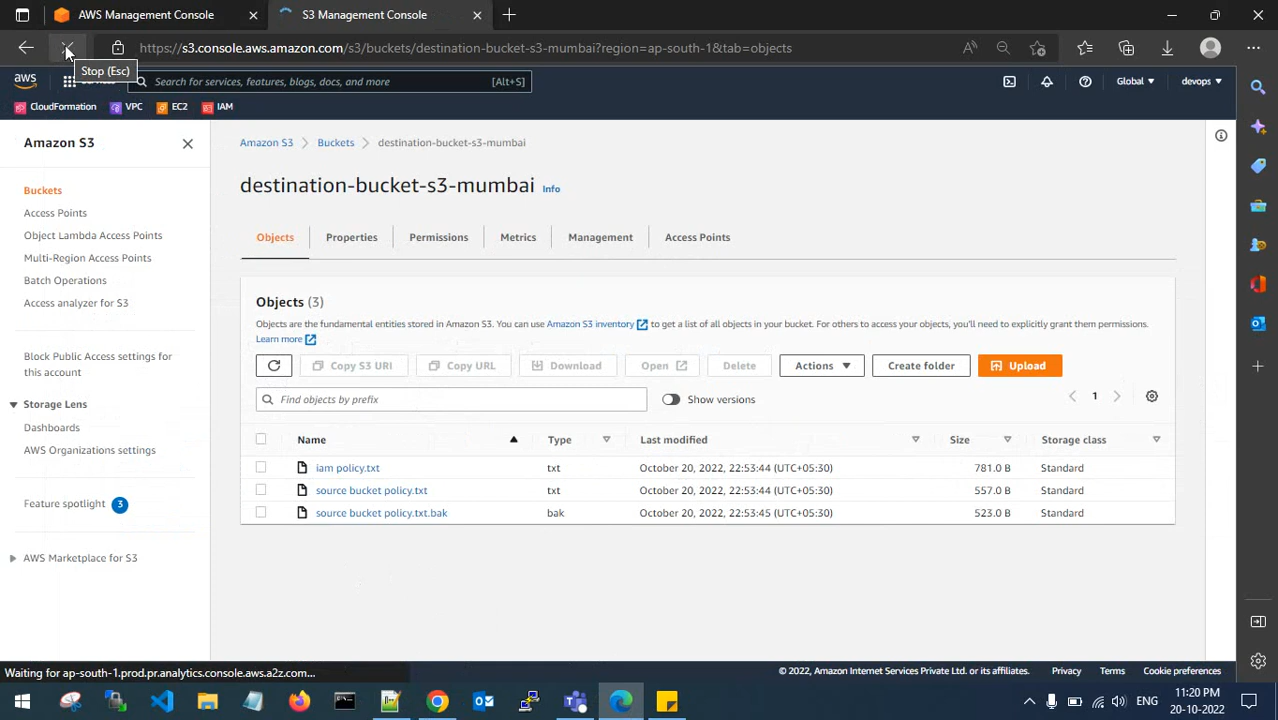 AWS Management Console
S3 Management Console
https://s3.console.aws.amazon.com/s3/buckets/destination-bucket-s3-mumbai?region=ap-south-1&tab=objects
Stop (Esc)
aws
Search for services, features, blogs, docs, and more
[Alt+S]
Global
devops
CloudFormation
VPC
EC2
IAM
Amazon S3
Buckets
Access Points
Object Lambda Access Points
Multi-Region Access Points
Batch Operations
Access analyzer for S3
Block Public Access settings for
this account
Storage Lens
Dashboards
AWS Organizations settings
Feature spotlight 3
AWS Marketplace for S3
Amazon S3 > Buckets > destination-bucket-s3-mumbai
destination-bucket-s3-mumbai Info
Objects Properties Permissions Metrics Management Access Points
Objects (3)
Objects are the fundamental entities stored in Amazon S3. You can use Amazon S3 inventory to get a list of all objects in your bucket. For others to access your objects, you'll need to explicitly grant them permissions.
Learn more
Copy S3 URI Copy URL Download Open Delete Actions Create folder Upload
Find objects by prefix Show versions 1
Name Type Last modified Size Storage class
iam policy.txt txt October 20, 2022, 22:53:44 (UTC+05:30) 781.0 B Standard
source bucket policy.txt txt October 20, 2022, 22:53:44 (UTC+05:30) 557.0 B Standard
source bucket policy.txt.bak bak October 20, 2022, 22:53:45 (UTC+05:30) 523.0 B Standard
Waiting for ap-south-1.prod.pr.analytics.console.aws.a2z.com...
© 2022, Amazon Internet Services Private Ltd. or its affiliates. Privacy Terms Cookie preferences
ENG
11:20 PM
20-10-2022